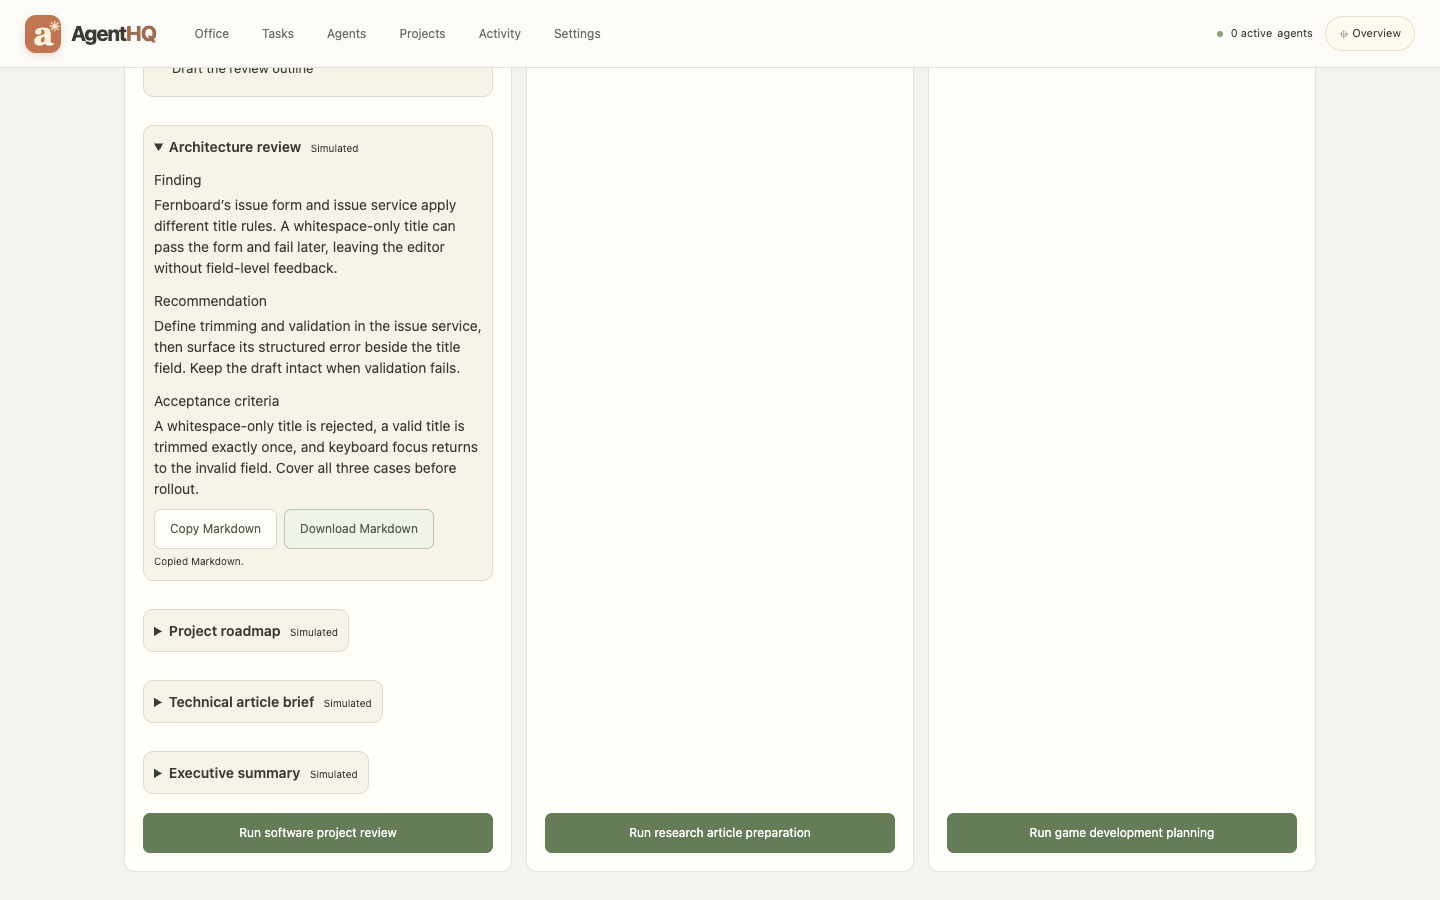 a
AgentHQ
Office
Tasks
Agents
Projects
Activity
Settings
0 active agents
Overview
Draft the review outline
Architecture review Simulated
Finding
Fernboard’s issue form and issue service apply
different title rules. A whitespace-only title can
pass the form and fail later, leaving the editor
without field-level feedback.
Recommendation
Define trimming and validation in the issue service,
then surface its structured error beside the title
field. Keep the draft intact when validation fails.
Acceptance criteria
A whitespace-only title is rejected, a valid title is
trimmed exactly once, and keyboard focus returns
to the invalid field. Cover all three cases before
rollout.
Copy Markdown
Download Markdown
Copied Markdown.
Project roadmap Simulated
Technical article brief Simulated
Executive summary Simulated
Run software project review
Run research article preparation
Run game development planning